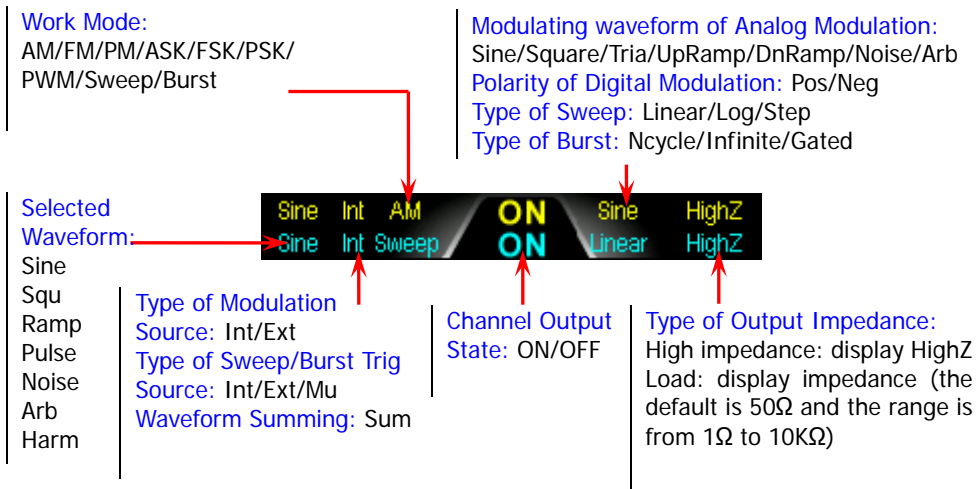 Work Mode:
AM/FM/PM/ASK/FSK/PSK/
PWM/Sweep/Burst
Modulating waveform of Analog Modulation:
Sine/Square/Tria/UpRamp/DnRamp/Noise/Arb
Polarity of Digital Modulation: Pos/Neg
Type of Sweep: Linear/Log/Step
Type of Burst: Ncycle/Infinite/Gated
Selected
Waveform:
Sine
Squ
Ramp
Pulse
Noise
Arb
Harm
Sine Int AM ON Sine HighZ
Sine Int Sweep ON Linear HighZ
Type of Modulation
Source: Int/Ext
Type of Sweep/Burst Trig
Source: Int/Ext/Mu
Waveform Summing: Sum
Channel Output
State: ON/OFF
Type of Output Impedance:
High impedance: display HighZ
Load: display impedance (the
default is 50Ω and the range is
from 1Ω to 10KΩ)